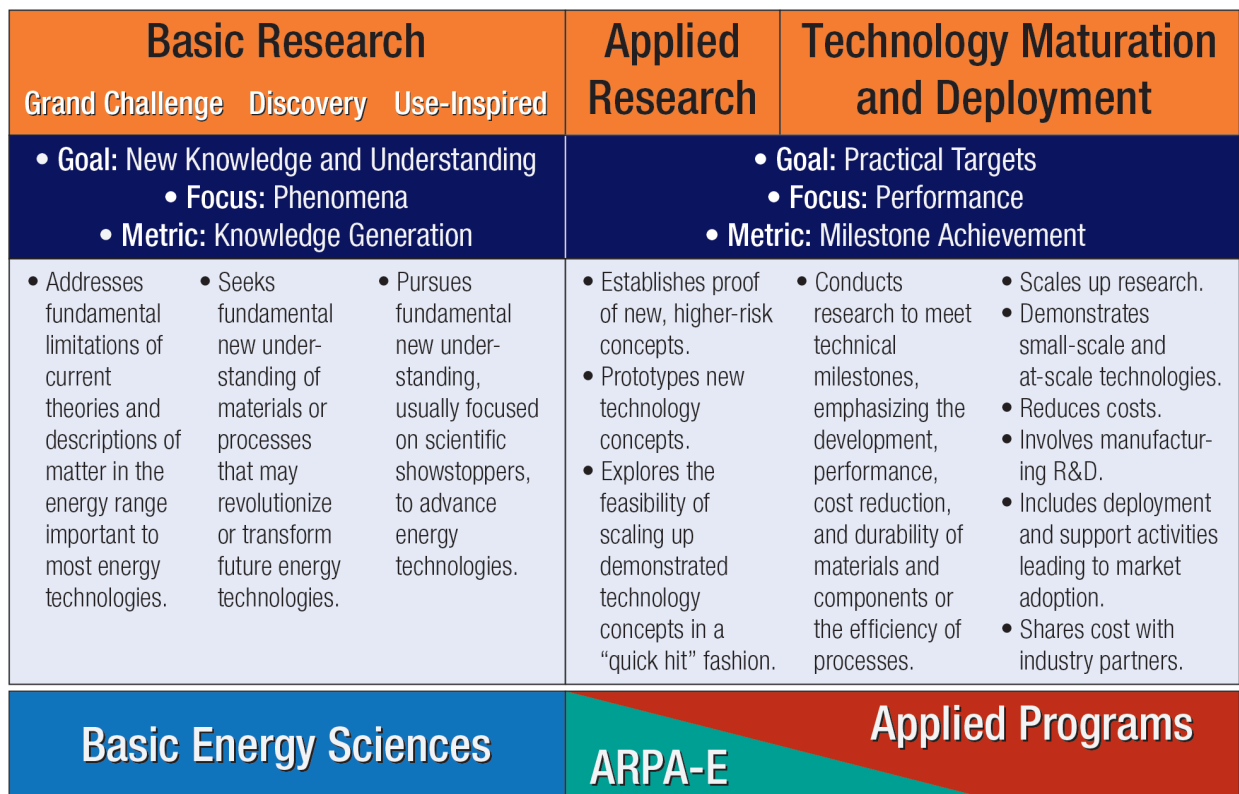 Basic Research
Grand Challenge Discovery Use-Inspired
Applied
Research
Technology Maturation
and Deployment
• Goal: New Knowledge and Understanding
• Focus: Phenomena
• Metric: Knowledge Generation
• Goal: Practical Targets
• Focus: Performance
• Metric: Milestone Achievement
• Addresses
fundamental
limitations of
current
theories and
descriptions of
matter in the
energy range
important to
most energy
technologies.
• Seeks
fundamental
new under-
standing of
materials or
processes
that may
revolutionize
or transform
future energy
technologies.
• Pursues
fundamental
new under-
standing,
usually focused
on scientific
showstoppers,
to advance
energy
technologies.
• Establishes proof
of new, higher-risk
concepts.
• Prototypes new
technology
concepts.
• Explores the
feasibility of
scaling up
demonstrated
technology
concepts in a
“quick hit” fashion.
• Conducts
research to meet
technical
milestones,
emphasizing the
development,
performance,
cost reduction,
and durability of
materials and
components or
the efficiency of
processes.
• Scales up research.
• Demonstrates
small-scale and
at-scale technologies.
• Reduces costs.
• Involves manufactur-
ing R&D.
• Includes deployment
and support activities
leading to market
adoption.
• Shares cost with
industry partners.
Basic Energy Sciences
ARPA-E
Applied Programs